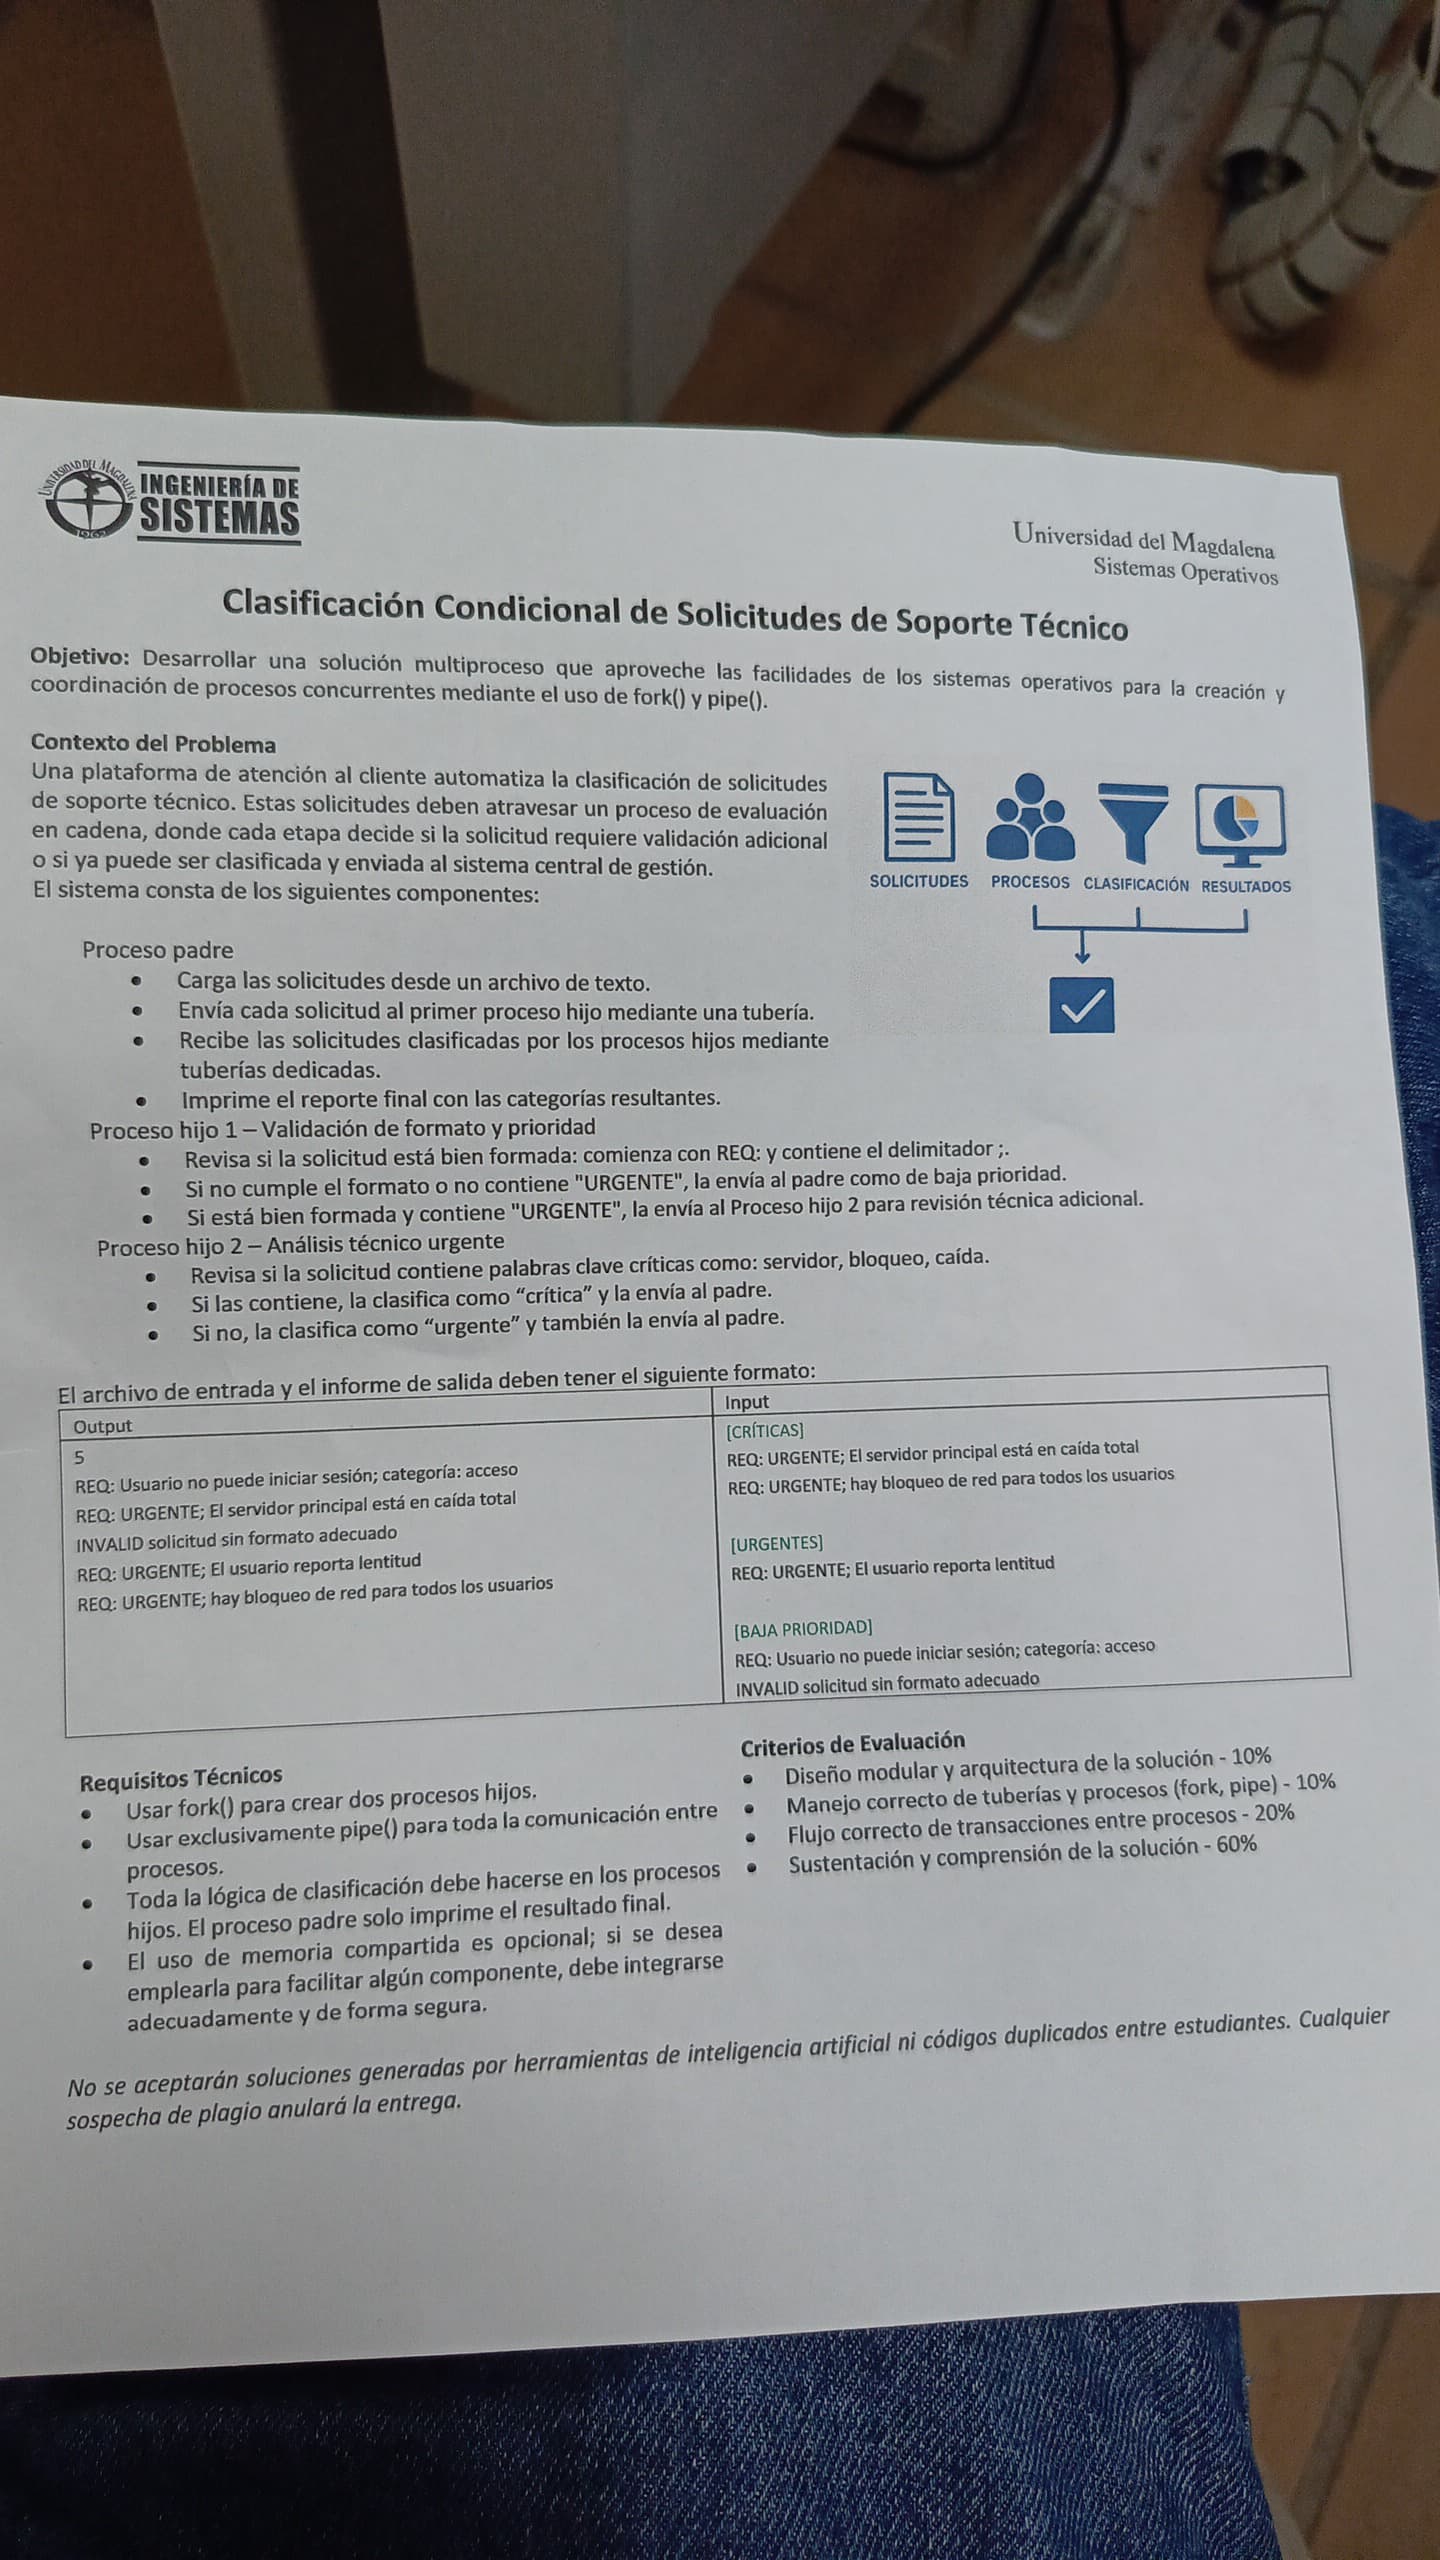 UNIVERSIDAD DEL MAGDALENA
1962
INGENIERÍA DE
SISTEMAS
Universidad del Magdalena
Sistemas Operativos
Clasificación Condicional de Solicitudes de Soporte Técnico
Objetivo: Desarrollar una solución multiproceso que aproveche las facilidades de los sistemas operativos para la creación y
coordinación de procesos concurrentes mediante el uso de fork() y pipe().
Contexto del Problema
Una plataforma de atención al cliente automatiza la clasificación de solicitudes
de soporte técnico. Estas solicitudes deben atravesar un proceso de evaluación
en cadena, donde cada etapa decide si la solicitud requiere validación adicional
o si ya puede ser clasificada y enviada al sistema central de gestión.
El sistema consta de los siguientes componentes:
SOLICITUDES PROCESOS CLASIFICACIÓN RESULTADOS
Proceso padre
• Carga las solicitudes desde un archivo de texto.
• Envía cada solicitud al primer proceso hijo mediante una tubería.
• Recibe las solicitudes clasificadas por los procesos hijos mediante
tuberías dedicadas.
• Imprime el reporte final con las categorías resultantes.
Proceso hijo 1 – Validación de formato y prioridad
• Revisa si la solicitud está bien formada: comienza con REQ: y contiene el delimitador ;.
• Si no cumple el formato o no contiene "URGENTE", la envía al padre como de baja prioridad.
• Si está bien formada y contiene "URGENTE", la envía al Proceso hijo 2 para revisión técnica adicional.
Proceso hijo 2 – Análisis técnico urgente
• Revisa si la solicitud contiene palabras clave críticas como: servidor, bloqueo, caída.
• Si las contiene, la clasifica como “crítica” y la envía al padre.
• Si no, la clasifica como “urgente” y también la envía al padre.
El archivo de entrada y el informe de salida deben tener el siguiente formato:
Output
5
REQ: Usuario no puede iniciar sesión; categoría: acceso
REQ: URGENTE; El servidor principal está en caída total
INVALID solicitud sin formato adecuado
REQ: URGENTE; El usuario reporta lentitud
REQ: URGENTE; hay bloqueo de red para todos los usuarios
Input
[CRÍTICAS]
REQ: URGENTE; El servidor principal está en caída total
REQ: URGENTE; hay bloqueo de red para todos los usuarios
[URGENTES]
REQ: URGENTE; El usuario reporta lentitud
[BAJA PRIORIDAD]
REQ: Usuario no puede iniciar sesión; categoría: acceso
INVALID solicitud sin formato adecuado
Requisitos Técnicos
• Usar fork() para crear dos procesos hijos.
• Usar exclusivamente pipe() para toda la comunicación entre
procesos.
• Toda la lógica de clasificación debe hacerse en los procesos
hijos. El proceso padre solo imprime el resultado final.
• El uso de memoria compartida es opcional; si se desea
emplearla para facilitar algún componente, debe integrarse
adecuadamente y de forma segura.
Criterios de Evaluación
• Diseño modular y arquitectura de la solución - 10%
• Manejo correcto de tuberías y procesos (fork, pipe) - 10%
• Flujo correcto de transacciones entre procesos - 20%
• Sustentación y comprensión de la solución - 60%
No se aceptarán soluciones generadas por herramientas de inteligencia artificial ni códigos duplicados entre estudiantes. Cualquier
sospecha de plagio anulará la entrega.